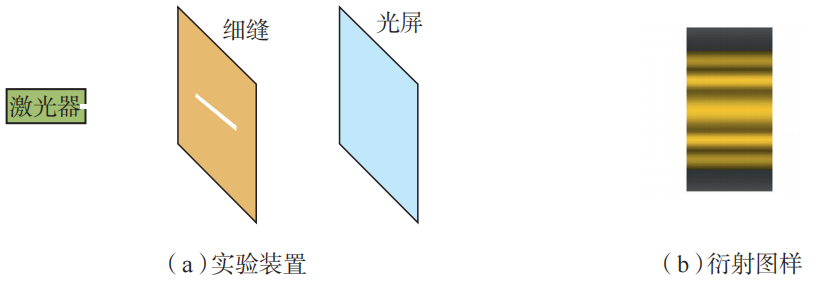 细缝
光屏
激光器
（a）实验装置
（b）衍射图样